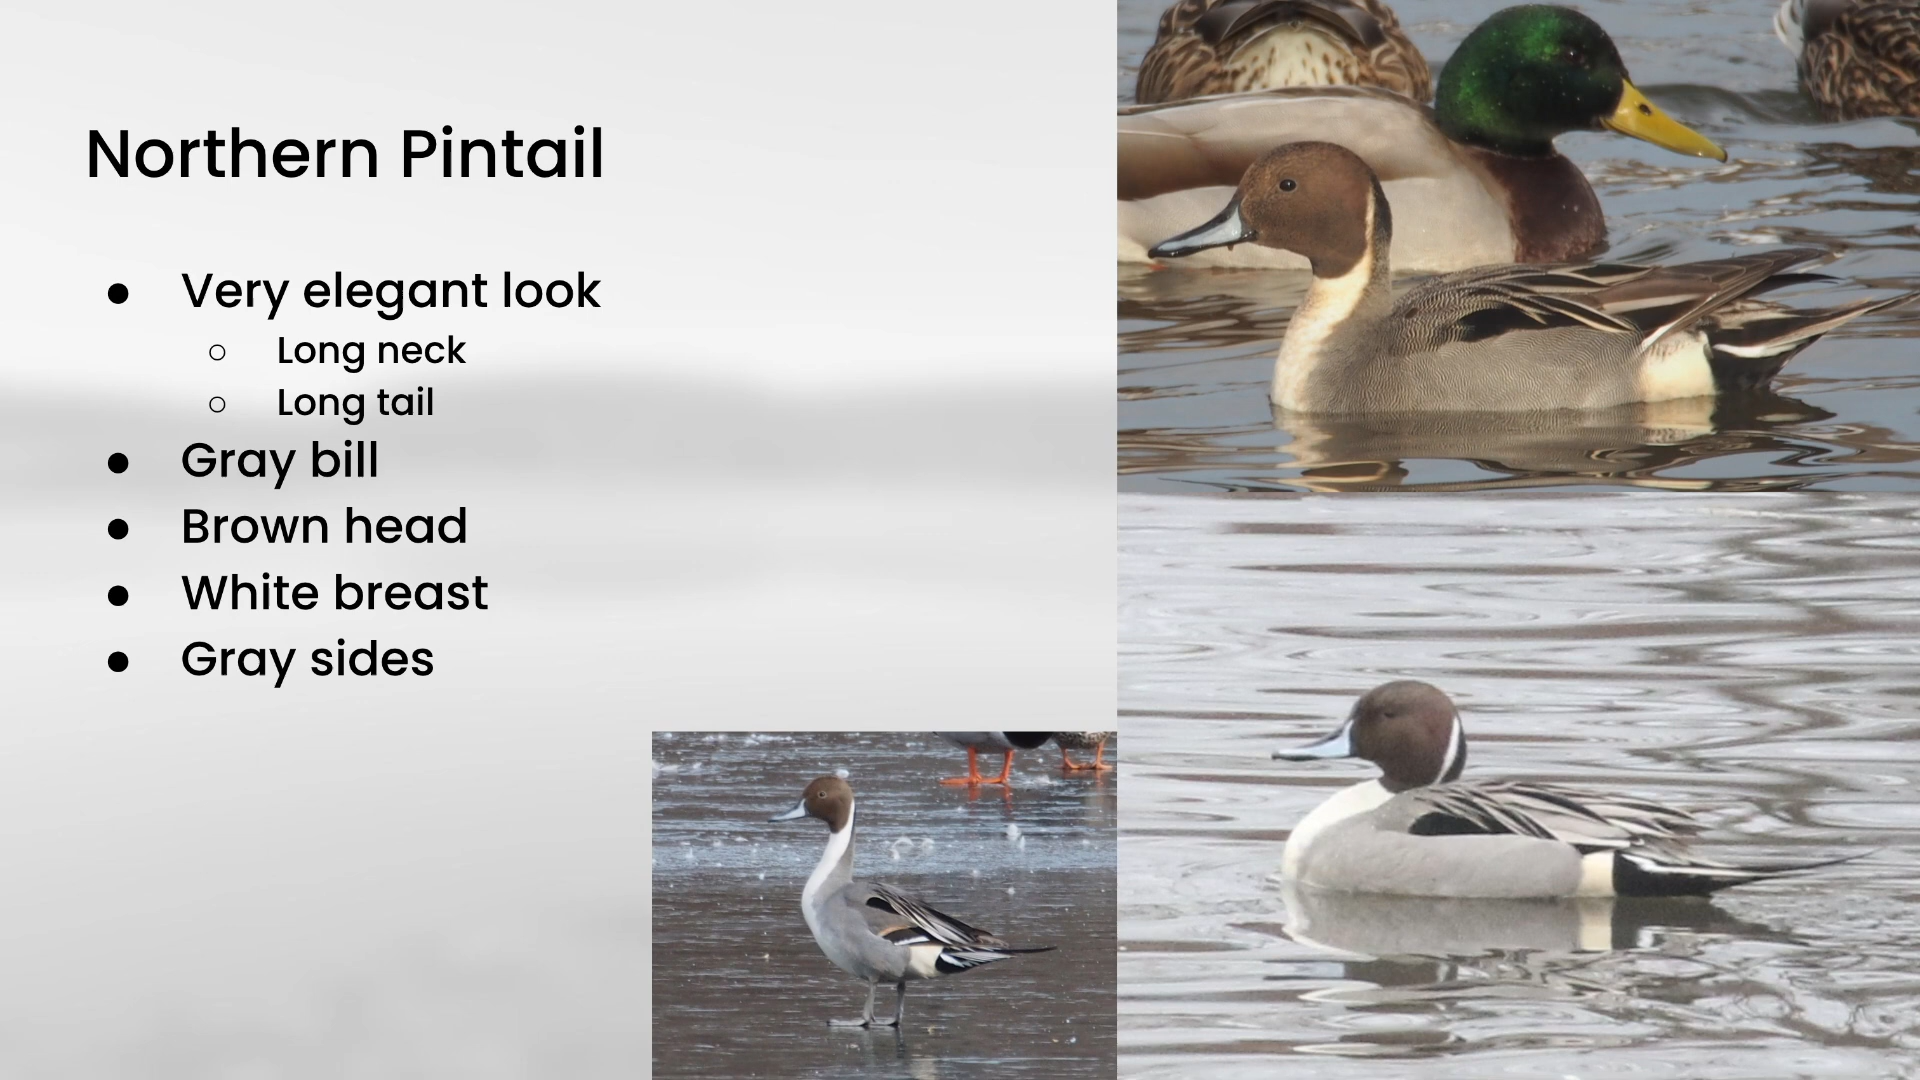 Northern Pintail
● Very elegant look
○ Long neck
○ Long tail
● Gray bill
● Brown head
● White breast
● Gray sides